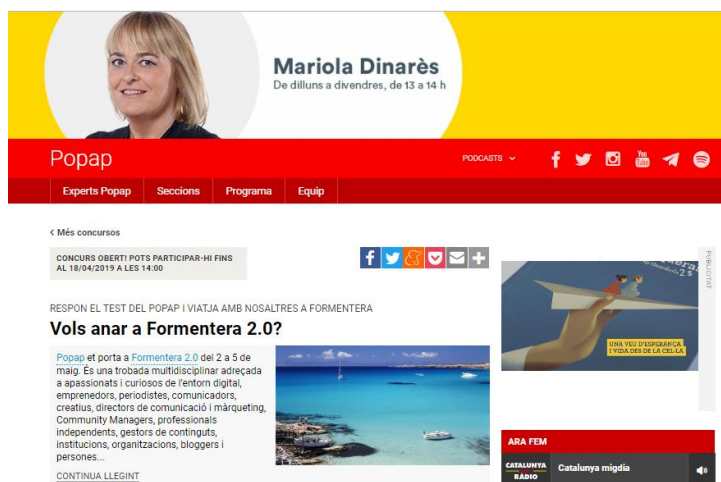 Mariola Dinarès
De dilluns a divendres, de 13 a 14 h
Popap
PODCASTS
You
Tube
Experts Popap Seccions Programa Equip
< Més concursos
CONCURS OBERT! POTS PARTICIPAR-HI FINS
AL 18/04/2019 A LES 14:00
RESPON EL TEST DEL POPAP I VIATJA AMB NOSALTRES A FORMENTERA
Vols anar a Formentera 2.0?
Popap et porta a Formentera 2.0 del 2 a 5 de
maig. És una trobada multidisciplinar adreçada
a apassionats i curiosos de l'entorn digital,
emprenedors, periodistes, comunicadors,
creatius, directors de comunicació i màrqueting,
Community Managers, professionals
independents, gestors de continguts,
institucions, organitzacions, bloggers i
persones...
CONTINUA LLEGINT
PUBLICITAT
UNA VEU D'ESPERANÇA
I VIDA DES DE LA CEL·LA
ARA FEM
CATALUNYA
RÀDIO
Catalunya migdia